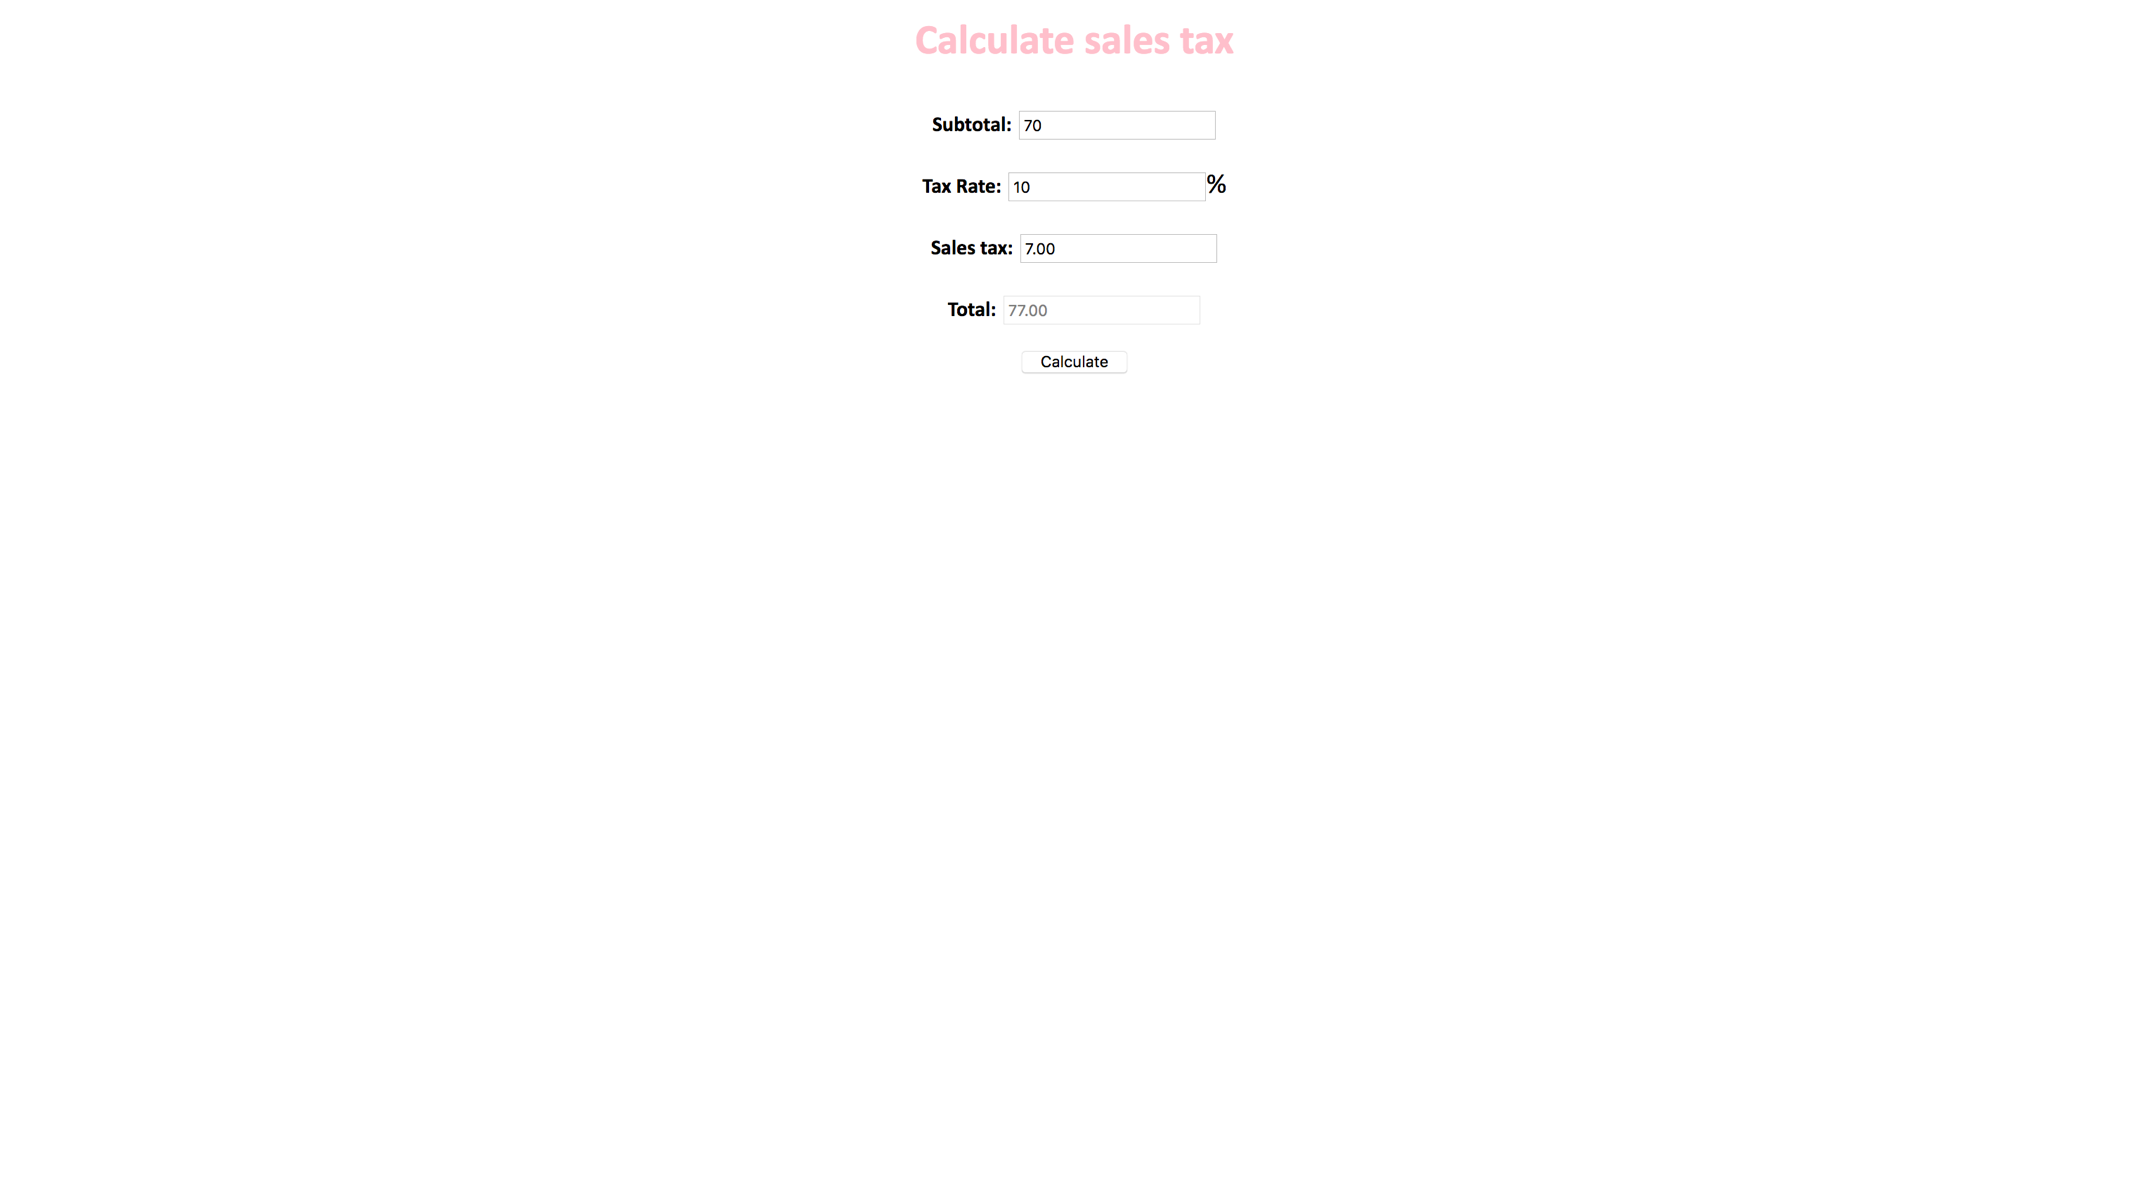 Calculate sales tax
Subtotal: 70
Tax Rate: 10%
Sales tax: 7.00
Total: 77.00
Calculate